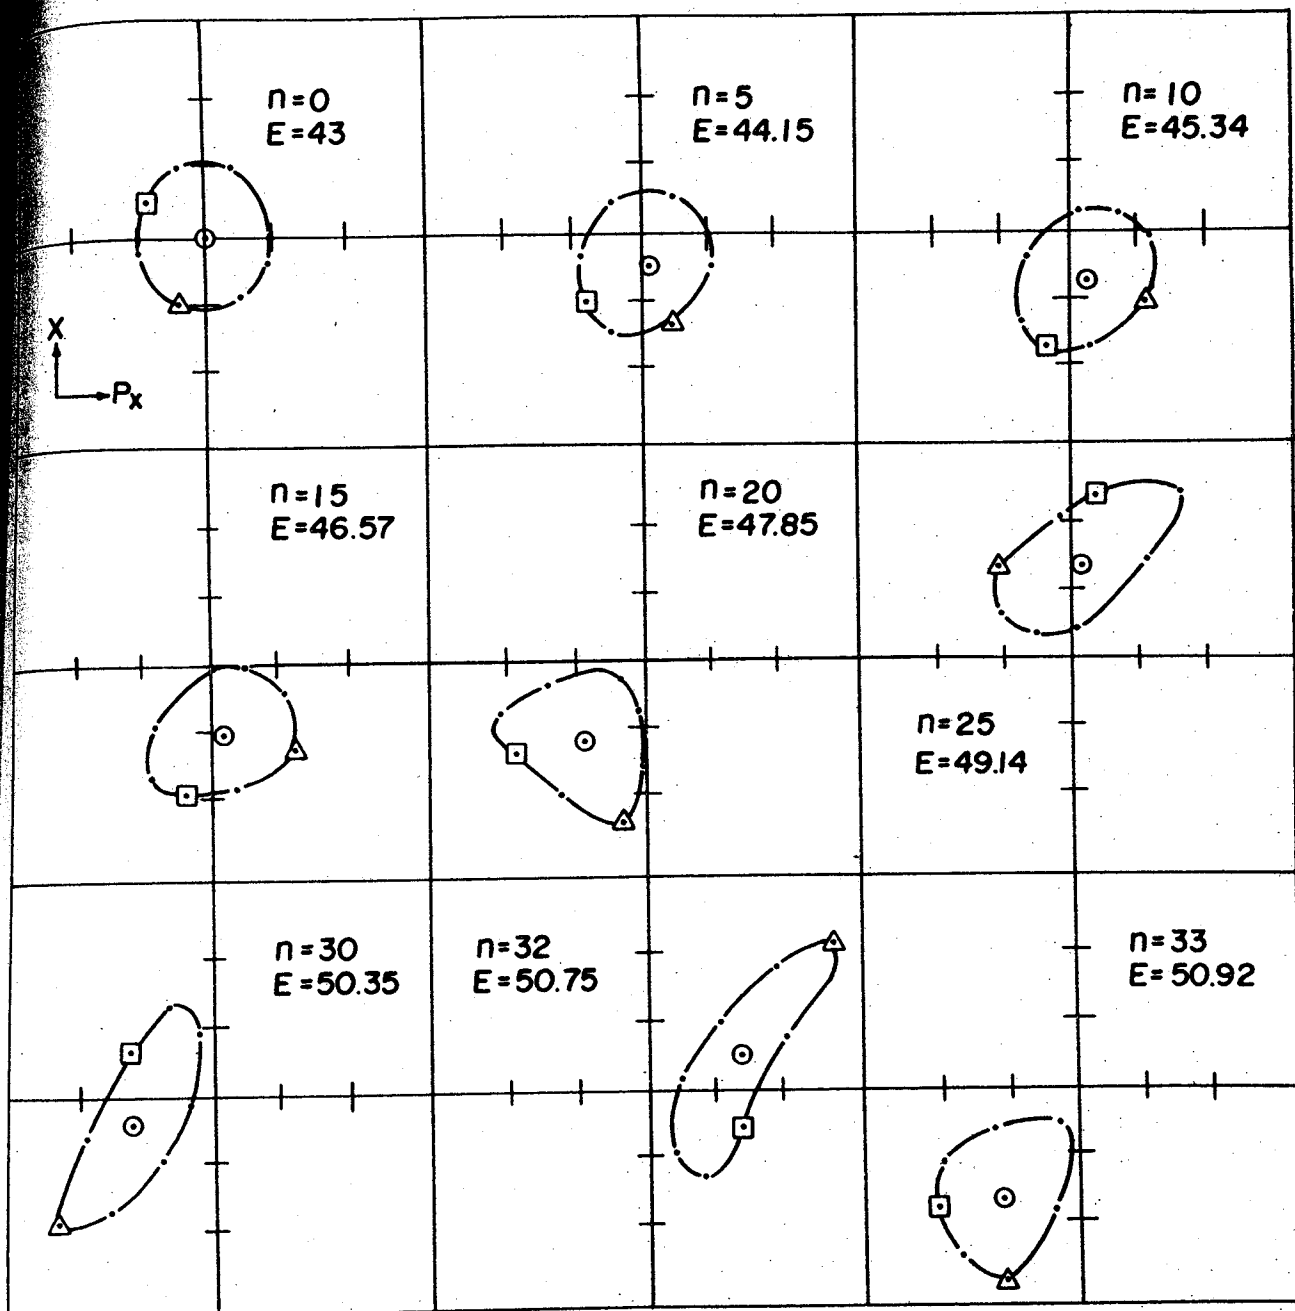 n=0
E=43
n=5
E=44.15
n=10
E=45.34
X
Px
n=15
E=46.57
n=20
E=47.85
n=25
E=49.14
n=30
E=50.35
n=32
E=50.75
n=33
E=50.92